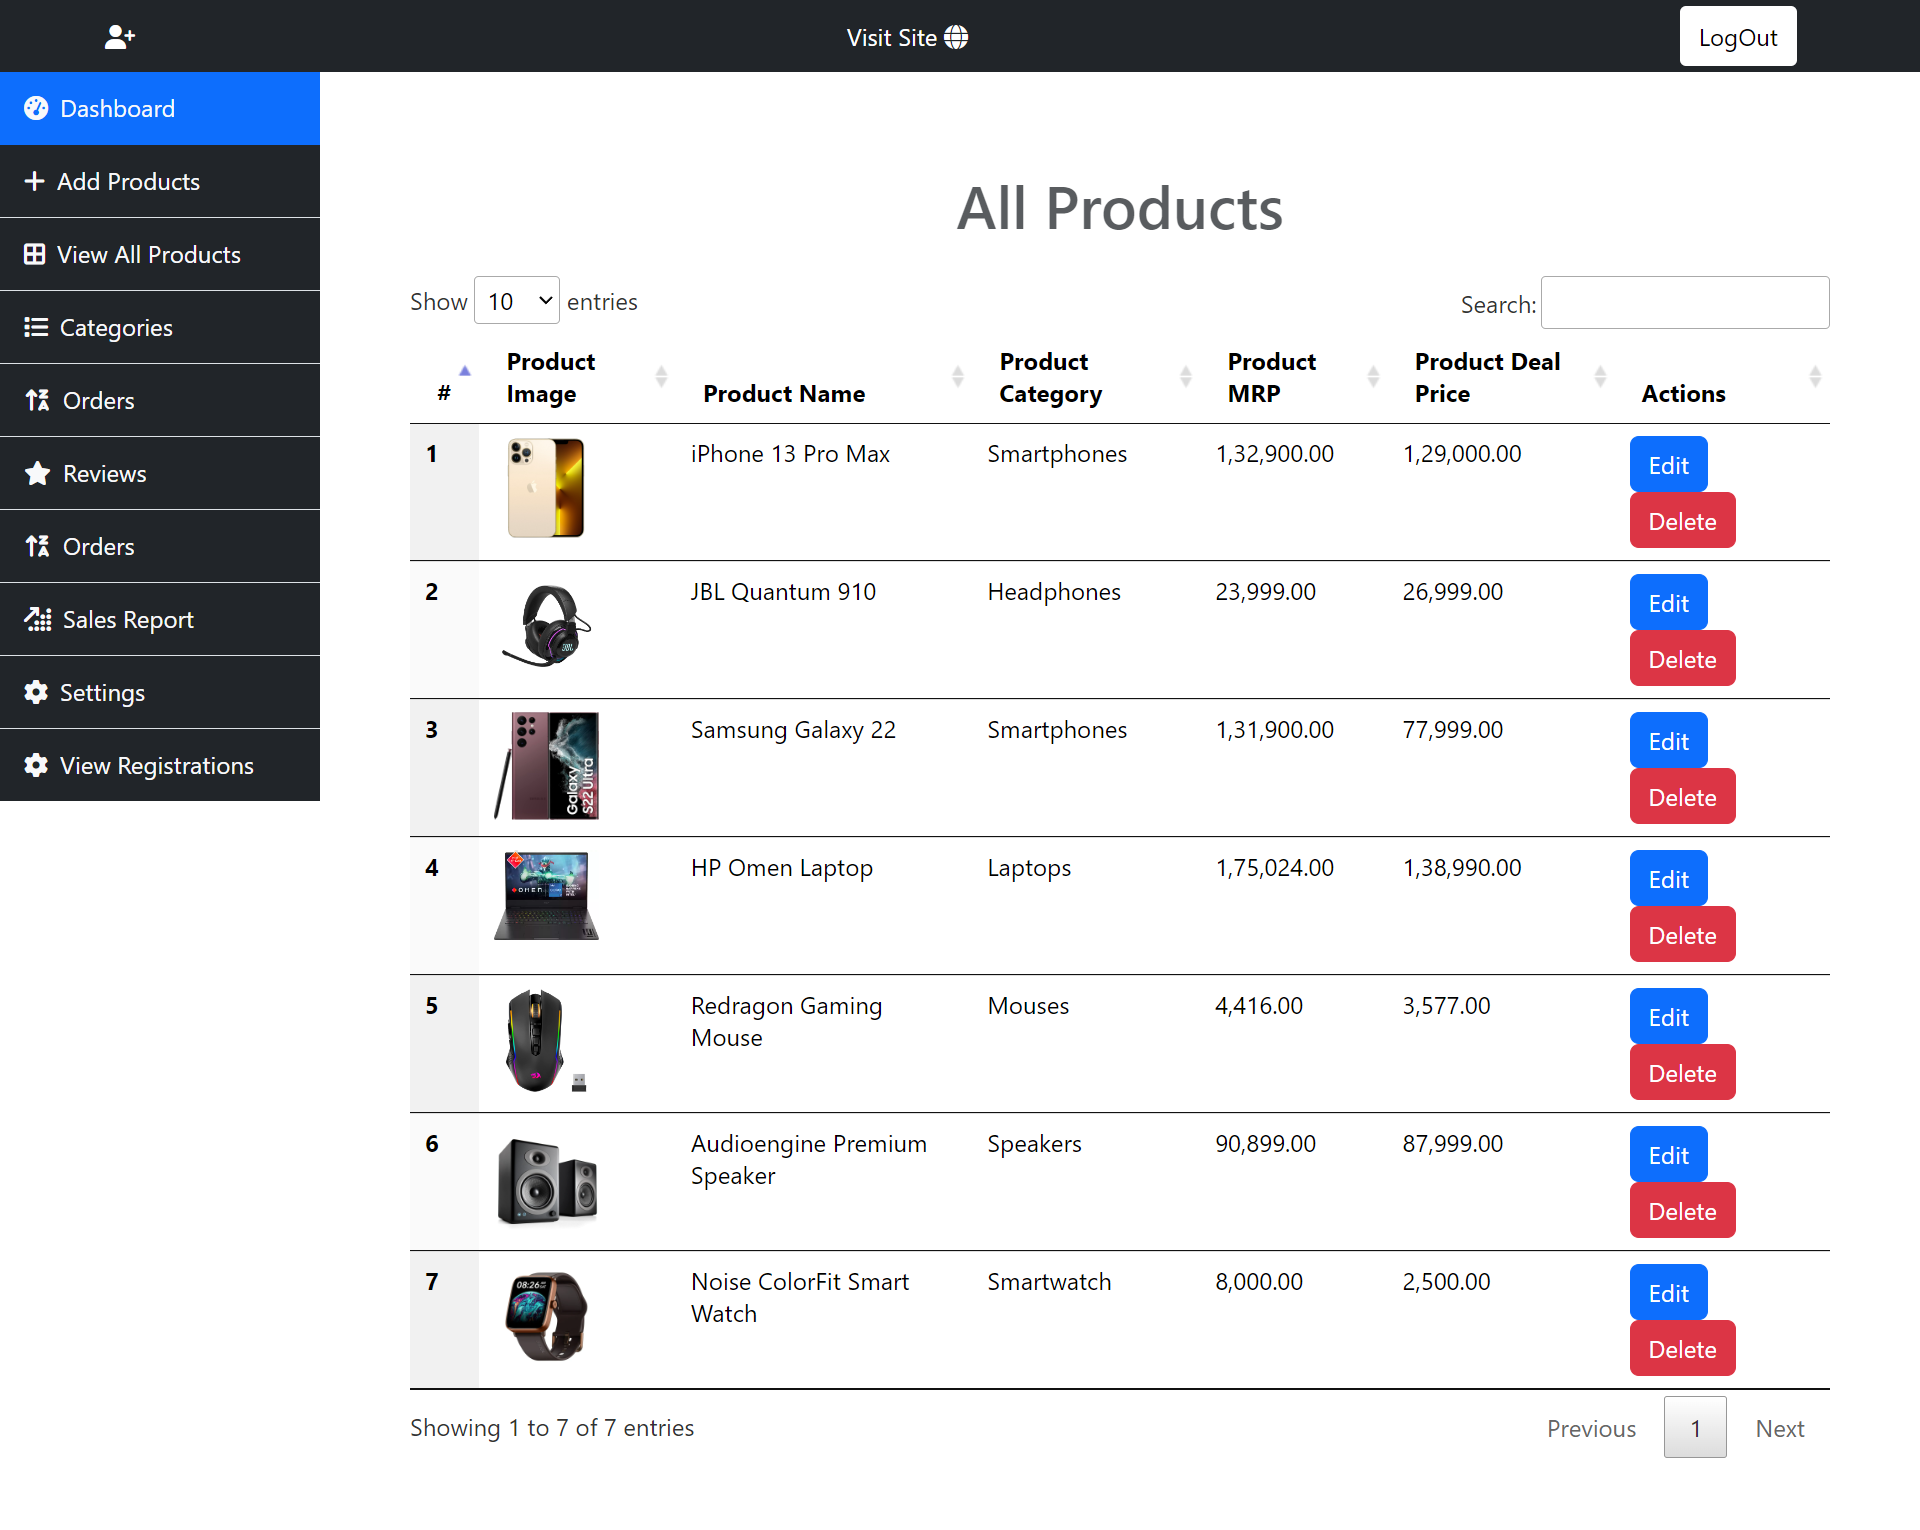 Visit Site
LogOut
Dashboard
Add Products
View All Products
Categories
Orders
Reviews
Orders
Sales Report
Settings
View Registrations
All Products
Show 10 entries
Search:
# Product Image Product Name Product Category Product MRP Product Deal Price Actions
1 iPhone 13 Pro Max Smartphones 1,32,900.00 1,29,000.00 Edit
Delete
2 JBL Quantum 910 Headphones 23,999.00 26,999.00 Edit
JBL
Delete
3 Samsung Galaxy 22 Smartphones 1,31,900.00 77,999.00 Edit
Galaxy
S22 Ultra
Delete
4 HP Omen Laptop Laptops 1,75,024.00 1,38,990.00 Edit
OMEN
Delete
5 Redragon Gaming Mouse Mouses 4,416.00 3,577.00 Edit
Delete
6 Audioengine Premium Speaker Speakers 90,899.00 87,999.00 Edit
Delete
7 Noise ColorFit Smart Watch Smartwatch 8,000.00 2,500.00 Edit
08:26
Delete
Showing 1 to 7 of 7 entries
Previous 1 Next